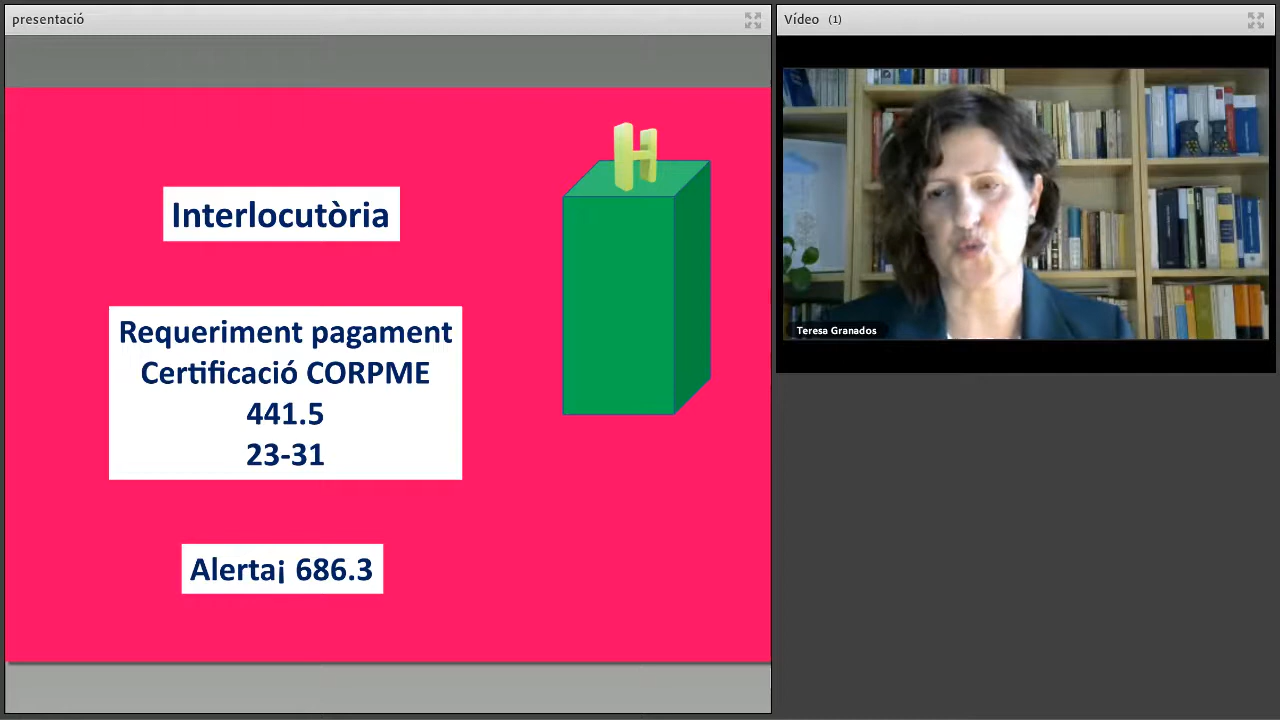 presentació
Interlocutòria
Requeriment pagament
Certificació CORPME
441.5
23-31
Alerta¡ 686.3
H
Vídeo (1)
Teresa Granados